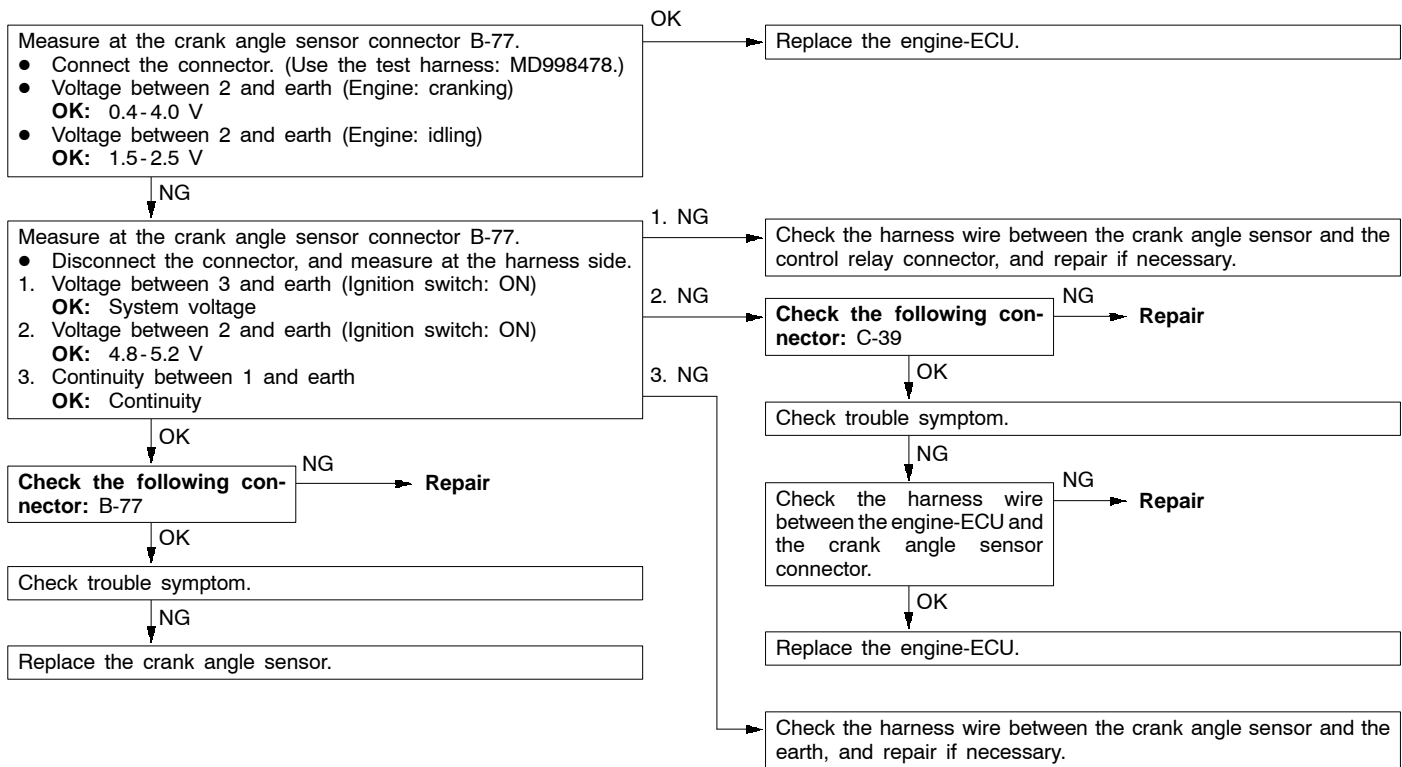 OK
Measure at the crank angle sensor connector B-77.
● Connect the connector. (Use the test harness: MD998478.)
● Voltage between 2 and earth (Engine: cranking)
OK: 0.4-4.0 V
● Voltage between 2 and earth (Engine: idling)
OK: 1.5-2.5 V
Replace the engine-ECU.
NG
Measure at the crank angle sensor connector B-77.
● Disconnect the connector, and measure at the harness side.
1. Voltage between 3 and earth (Ignition switch: ON)
OK: System voltage
2. Voltage between 2 and earth (Ignition switch: ON)
OK: 4.8-5.2 V
3. Continuity between 1 and earth
OK: Continuity
1. NG
Check the harness wire between the crank angle sensor and the
control relay connector, and repair if necessary.
2. NG
Check the following con-
nector: C-39
NG
Repair
OK
Check trouble symptom.
NG
Check the harness wire
between the engine-ECU and
the crank angle sensor
connector.
NG
Repair
OK
Replace the engine-ECU.
3. NG
Check the harness wire between the crank angle sensor and the
earth, and repair if necessary.
OK
Check the following con-
nector: B-77
NG
Repair
OK
Check trouble symptom.
NG
Replace the crank angle sensor.